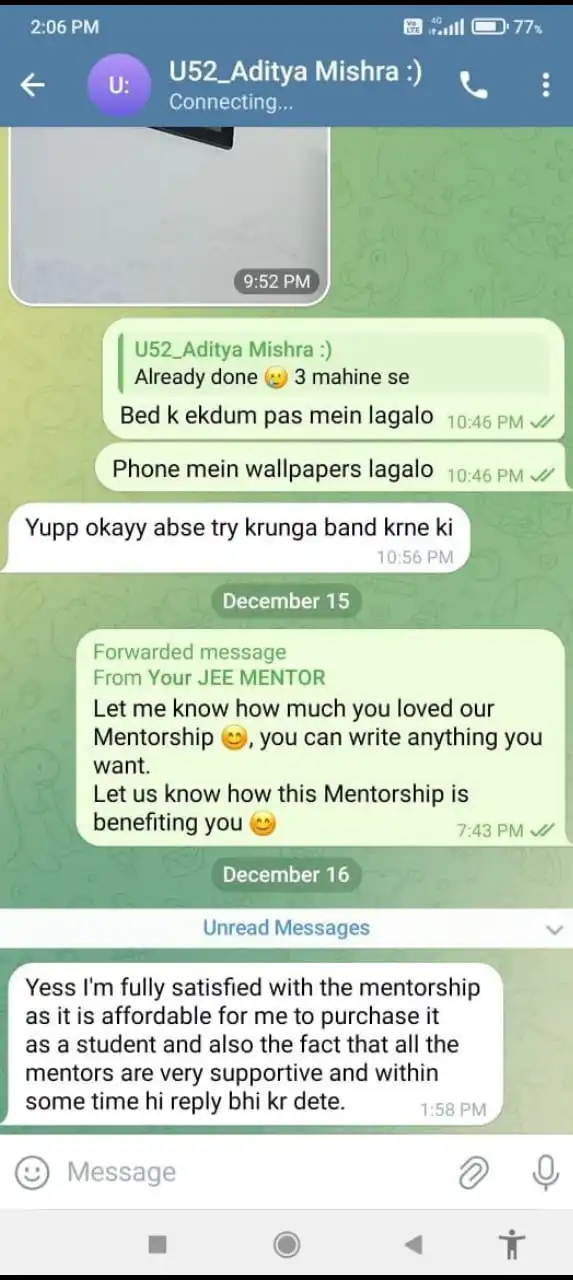 2:06 PM
Vo LTE 4G 77%
U:
U52_Aditya Mishra :)
Connecting...
9:52 PM
U52_Aditya Mishra :)
Already done 🥲 3 mahine se
Bed k ekdum pas mein lagalo 10:46 PM
Phone mein wallpapers lagalo 10:46 PM
Yupp okayy abse try krunga band krne ki
10:56 PM
December 15
Forwarded message
From Your JEE MENTOR
Let me know how much you loved our
Mentorship 😊, you can write anything you
want.
Let us know how this Mentorship is
benefiting you 😊
7:43 PM
December 16
Unread Messages
Yess I'm fully satisfied with the mentorship
as it is affordable for me to purchase it
as a student and also the fact that all the
mentors are very supportive and within
some time hi reply bhi kr dete. 1:58 PM
Message